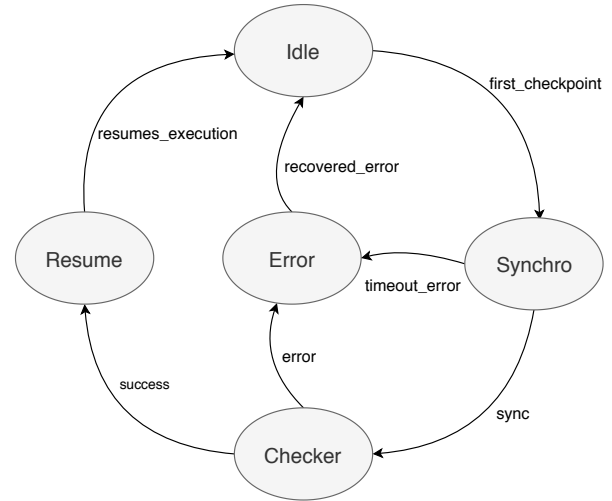 Idle
first_checkpoint
resumes_execution
recovered_error
Resume
Error
Synchro
timeout_error
error
success
sync
Checker